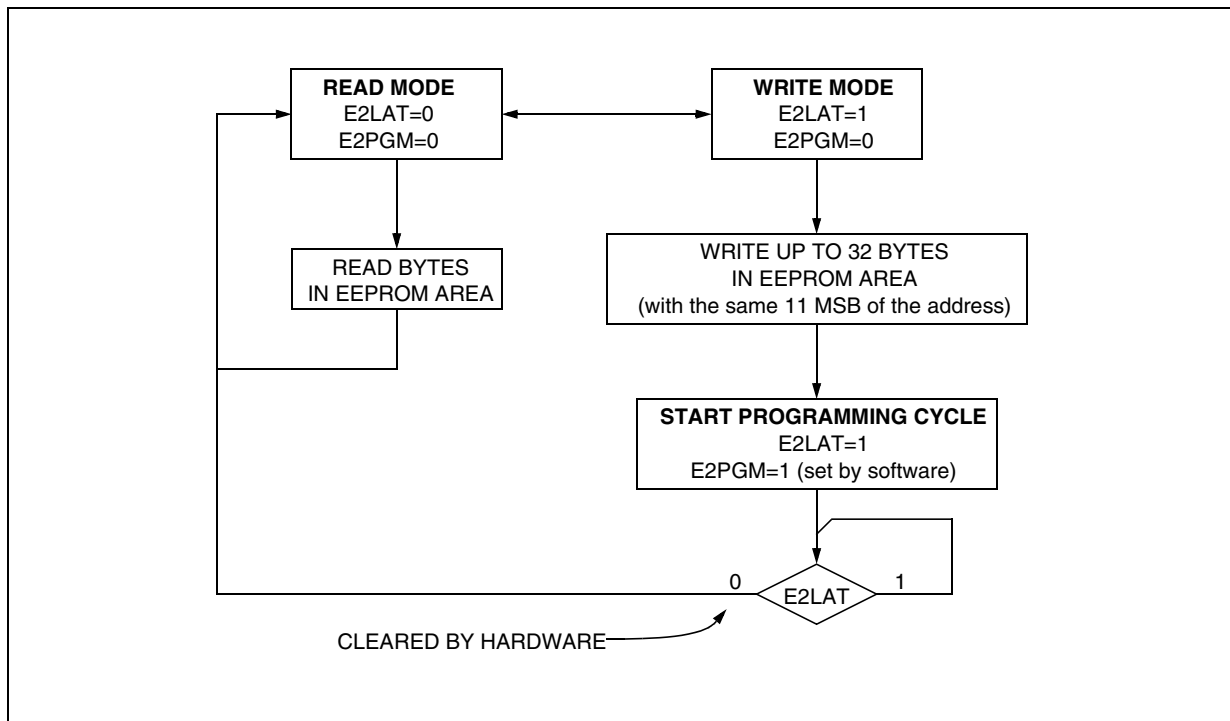 READ MODE
E2LAT=0
E2PGM=0
WRITE MODE
E2LAT=1
E2PGM=0
READ BYTES
IN EEPROM AREA
WRITE UP TO 32 BYTES
IN EEPROM AREA
(with the same 11 MSB of the address)
START PROGRAMMING CYCLE
E2LAT=1
E2PGM=1 (set by software)
0
E2LAT
1
CLEARED BY HARDWARE